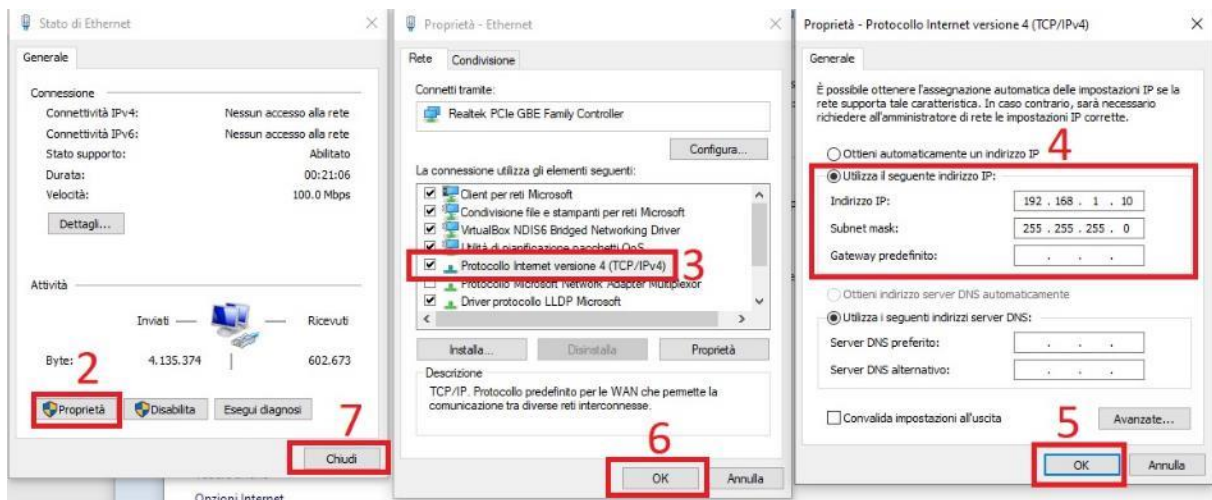 Stato di Ethernet
Generale
Connessione
Connettività IPv4: Nessun accesso alla rete
Connettività IPv6: Nessun accesso alla rete
Stato supporto: Abilitato
Durata: 00:21:06
Velocità: 100.0 Mbps
Dettagli...
Attività
Inviati — — Ricevuti
Byte: 4.135.374 602.673
2
Proprietà Disabilita Esegui diagnosi
7
Chiudi
Opzioni Internet
Proprietà - Ethernet
Rete Condivisione
Connetti tramite:
Realtek PCIe GBE Family Controller
Configura...
La connessione utilizza gli elementi seguenti:
Client per reti Microsoft
Condivisione file e stampanti per reti Microsoft
VirtualBox NDIS6 Bridged Networking Driver
Utilità di pianificazione pacchetti QoS
Protocollo Internet versione 4 (TCP/IPv4) 3
Protocollo Microsoft Network Adapter Multiplexor
Driver protocollo LLDP Microsoft
Installa... Disinstalla Proprietà
Descrizione
TCP/IP. Protocollo predefinito per le WAN che permette la
comunicazione tra diverse reti interconnesse.
6
OK Annulla
Proprietà - Protocollo Internet versione 4 (TCP/IPv4)
Generale
È possibile ottenere l'assegnazione automatica delle impostazioni IP se la
rete supporta tale caratteristica. In caso contrario, sarà necessario
richiedere all'amministratore di rete le impostazioni IP corrette.
Ottieni automaticamente un indirizzo IP 4
Utilizza il seguente indirizzo IP:
Indirizzo IP: 192 . 168 . 1 . 10
Subnet mask: 255 . 255 . 255 . 0
Gateway predefinito: . . .
Ottieni indirizzo server DNS automaticamente
Utilizza i seguenti indirizzi server DNS:
Server DNS preferito: . . .
Server DNS alternativo: . . .
Convalida impostazioni all'uscita 5 Avanzate...
OK Annulla